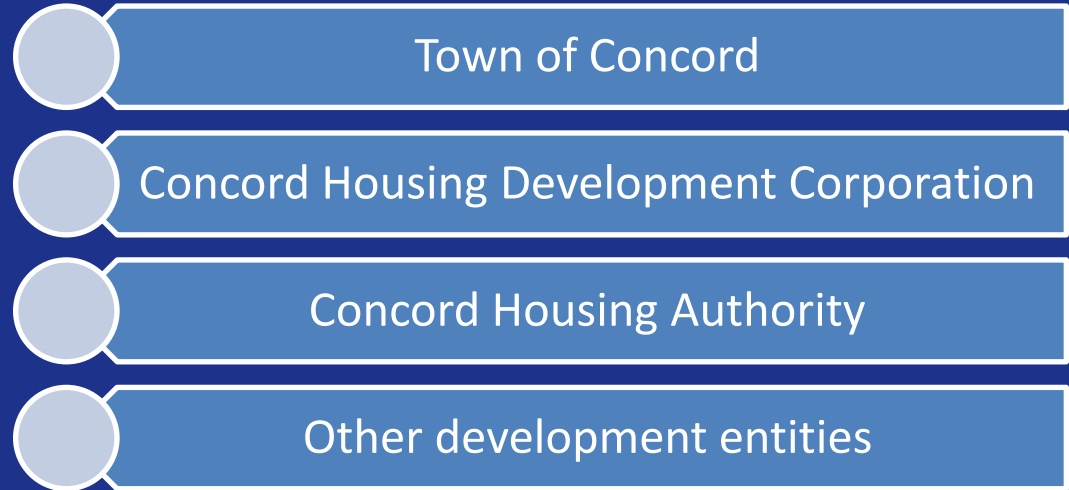 Town of Concord
Concord Housing Development Corporation
Concord Housing Authority
Other development entities